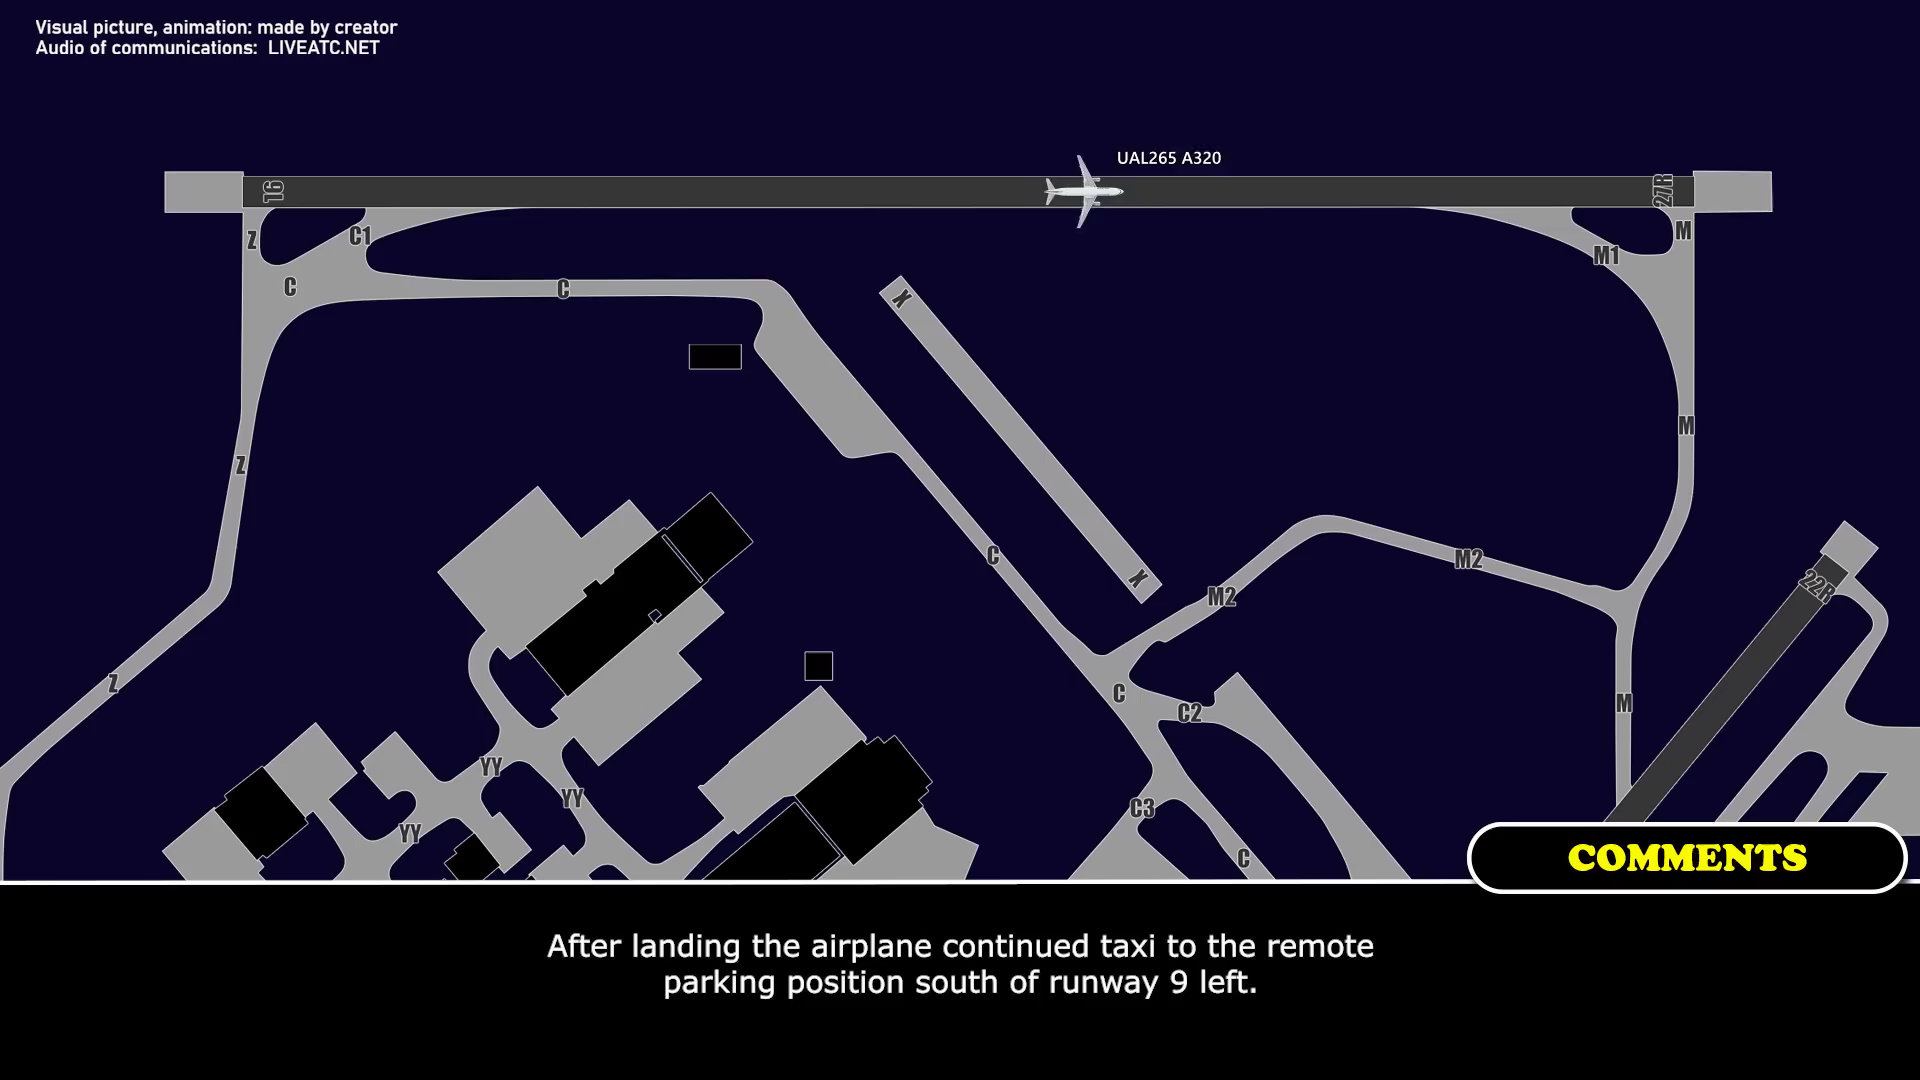 Visual picture, animation: made by creator
Audio of communications: LIVEATC.NET
UAL265 A320
9L
27R
Z
C1
M
M1
C
C
K
M
Z
22R
C
M2
M2
K
Z
C
C2
M
YY
YY
C3
YY
C
COMMENTS
After landing the airplane continued taxi to the remote
parking position south of runway 9 left.